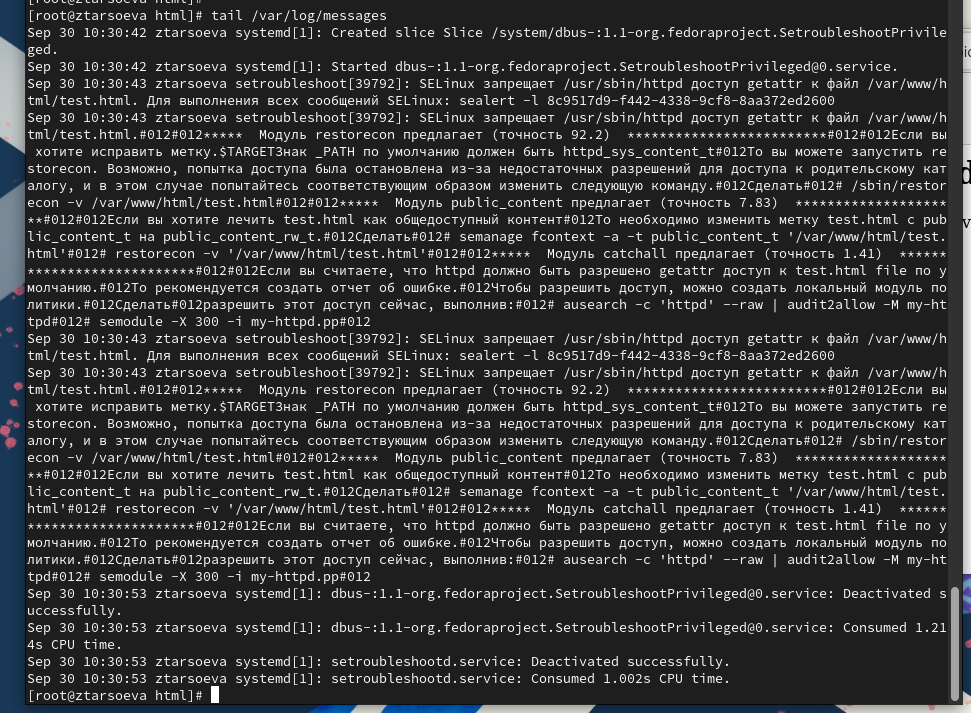 [root@ztarsoeva html]# tail /var/log/messages
Sep 30 10:30:42 ztarsoeva systemd[1]: Created slice Slice /system/dbus-:1.1-org.fedoraproject.SetroubleshootPrivile
ged.
Sep 30 10:30:42 ztarsoeva systemd[1]: Started dbus-:1.1-org.fedoraproject.SetroubleshootPrivileged@0.service.
Sep 30 10:30:43 ztarsoeva setroubleshoot[39792]: SELinux запрещает /usr/sbin/httpd доступ getattr к файл /var/www/h
tml/test.html. Для выполнения всех сообщений SELinux: sealert -l 8c9517d9-f442-4338-9cf8-8aa372ed2600
Sep 30 10:30:43 ztarsoeva setroubleshoot[39792]: SELinux запрещает /usr/sbin/httpd доступ getattr к файл /var/www/h
tml/test.html.#012#012*****  Модуль restorecon предлагает (точность 92.2)  *************************#012#012Если вы
 хотите исправить метку.$TARGETЗнак _PATH по умолчанию должен быть httpd_sys_content_t#012То вы можете запустить re
storecon. Возможно, попытка доступа была остановлена из-за недостаточных разрешений для доступа к родительскому кат
алогу, и в этом случае попытайтесь соответствующим образом изменить следующую команду.#012Сделать#012# /sbin/restor
econ -v /var/www/html/test.html#012#012*****  Модуль public_content предлагает (точность 7.83)  *******************
**#012#012Если вы хотите лечить test.html как общедоступный контент#012То необходимо изменить метку test.html с pub
lic_content_t на public_content_rw_t.#012Сделать#012# semanage fcontext -a -t public_content_t '/var/www/html/test.
html'#012# restorecon -v '/var/www/html/test.html'#012#012*****  Модуль catchall предлагает (точность 1.41)  ******
*********************#012#012Если вы считаете, что httpd должно быть разрешено getattr доступ к test.html file по у
молчанию.#012То рекомендуется создать отчет об ошибке.#012Чтобы разрешить доступ, можно создать локальный модуль по
литики.#012Сделать#012разрешить этот доступ сейчас, выполнив:#012# ausearch -c 'httpd' --raw | audit2allow -M my-ht
tpd#012# semodule -X 300 -i my-httpd.pp#012
Sep 30 10:30:43 ztarsoeva setroubleshoot[39792]: SELinux запрещает /usr/sbin/httpd доступ getattr к файл /var/www/h
tml/test.html. Для выполнения всех сообщений SELinux: sealert -l 8c9517d9-f442-4338-9cf8-8aa372ed2600
Sep 30 10:30:43 ztarsoeva setroubleshoot[39792]: SELinux запрещает /usr/sbin/httpd доступ getattr к файл /var/www/h
tml/test.html.#012#012*****  Модуль restorecon предлагает (точность 92.2)  *************************#012#012Если вы
 хотите исправить метку.$TARGETЗнак _PATH по умолчанию должен быть httpd_sys_content_t#012То вы можете запустить re
storecon. Возможно, попытка доступа была остановлена из-за недостаточных разрешений для доступа к родительскому кат
алогу, и в этом случае попытайтесь соответствующим образом изменить следующую команду.#012Сделать#012# /sbin/restor
econ -v /var/www/html/test.html#012#012*****  Модуль public_content предлагает (точность 7.83)  *******************
**#012#012Если вы хотите лечить test.html как общедоступный контент#012То необходимо изменить метку test.html с pub
lic_content_t на public_content_rw_t.#012Сделать#012# semanage fcontext -a -t public_content_t '/var/www/html/test.
html'#012# restorecon -v '/var/www/html/test.html'#012#012*****  Модуль catchall предлагает (точность 1.41)  ******
*********************#012#012Если вы считаете, что httpd должно быть разрешено getattr доступ к test.html file по у
молчанию.#012То рекомендуется создать отчет об ошибке.#012Чтобы разрешить доступ, можно создать локальный модуль по
литики.#012Сделать#012разрешить этот доступ сейчас, выполнив:#012# ausearch -c 'httpd' --raw | audit2allow -M my-ht
tpd#012# semodule -X 300 -i my-httpd.pp#012
Sep 30 10:30:53 ztarsoeva systemd[1]: dbus-:1.1-org.fedoraproject.SetroubleshootPrivileged@0.service: Deactivated s
uccessfully.
Sep 30 10:30:53 ztarsoeva systemd[1]: dbus-:1.1-org.fedoraproject.SetroubleshootPrivileged@0.service: Consumed 1.21
4s CPU time.
Sep 30 10:30:53 ztarsoeva systemd[1]: setroubleshootd.service: Deactivated successfully.
Sep 30 10:30:53 ztarsoeva systemd[1]: setroubleshootd.service: Consumed 1.002s CPU time.
[root@ztarsoeva html]#